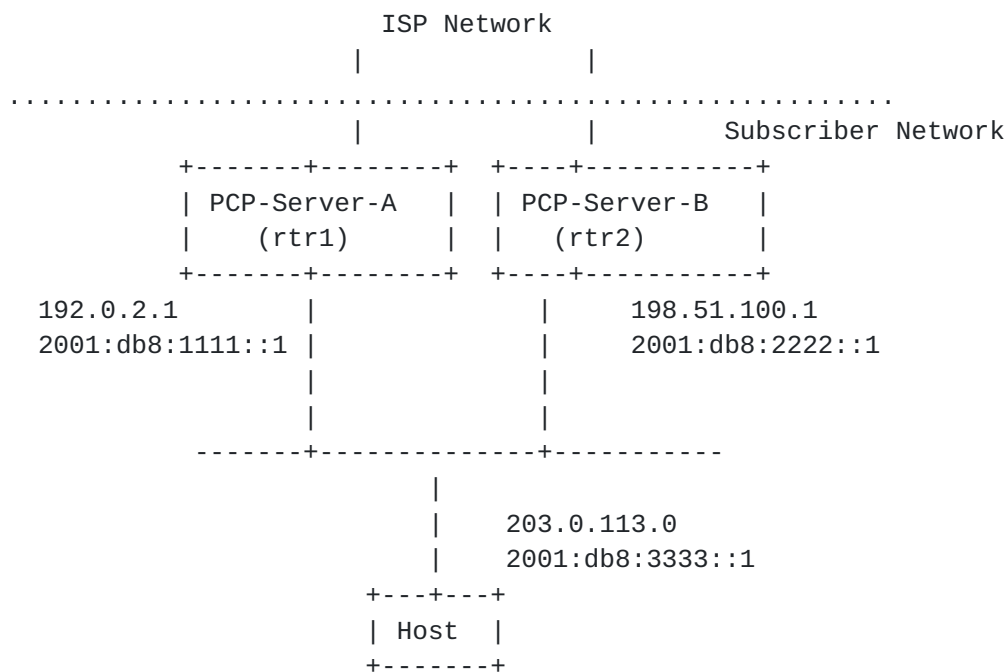 ISP Network
Subscriber Network
PCP-Server-A PCP-Server-B
(rtr1) (rtr2)
192.0.2.1 198.51.100.1
2001:db8:1111::1 2001:db8:2222::1
203.0.113.0
2001:db8:3333::1
Host